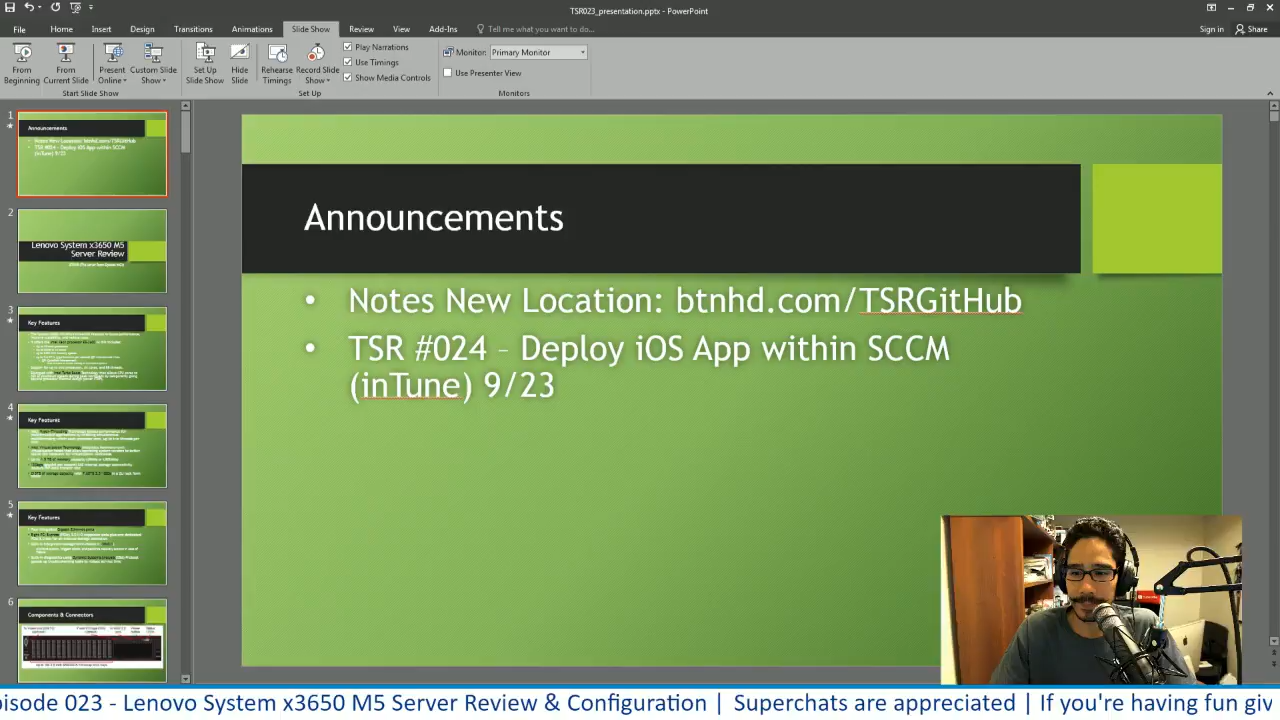 TSR023_presentation.pptx - PowerPoint
File Home Insert Design Transitions Animations Slide Show Review View Add-Ins Tell me what you want to do... Sign in Share
From Beginning
From Current Slide
Present Online
Custom Slide Show
Start Slide Show
Set Up Slide Show
Hide Slide
Rehearse Timings
Record Slide Show
Play Narrations
Use Timings
Show Media Controls
Set Up
Monitor: Primary Monitor
Use Presenter View
Monitors
1
Announcements
Notes New Location: btnhd.com/TSRGitHub
TSR #024 - Deploy iOS App within SCCM
(inTune) 9/23
2
Lenovo System x3650 M5
Server Review
3
Key Features
4
Key Features
5
Key Features
6
Components & Connectors
Announcements
• Notes New Location: btnhd.com/TSRGitHub
• TSR #024 - Deploy iOS App within SCCM
(inTune) 9/23
pisode 023 - Lenovo System x3650 M5 Server Review & Configuration | Superchats are appreciated | If you're having fun giv